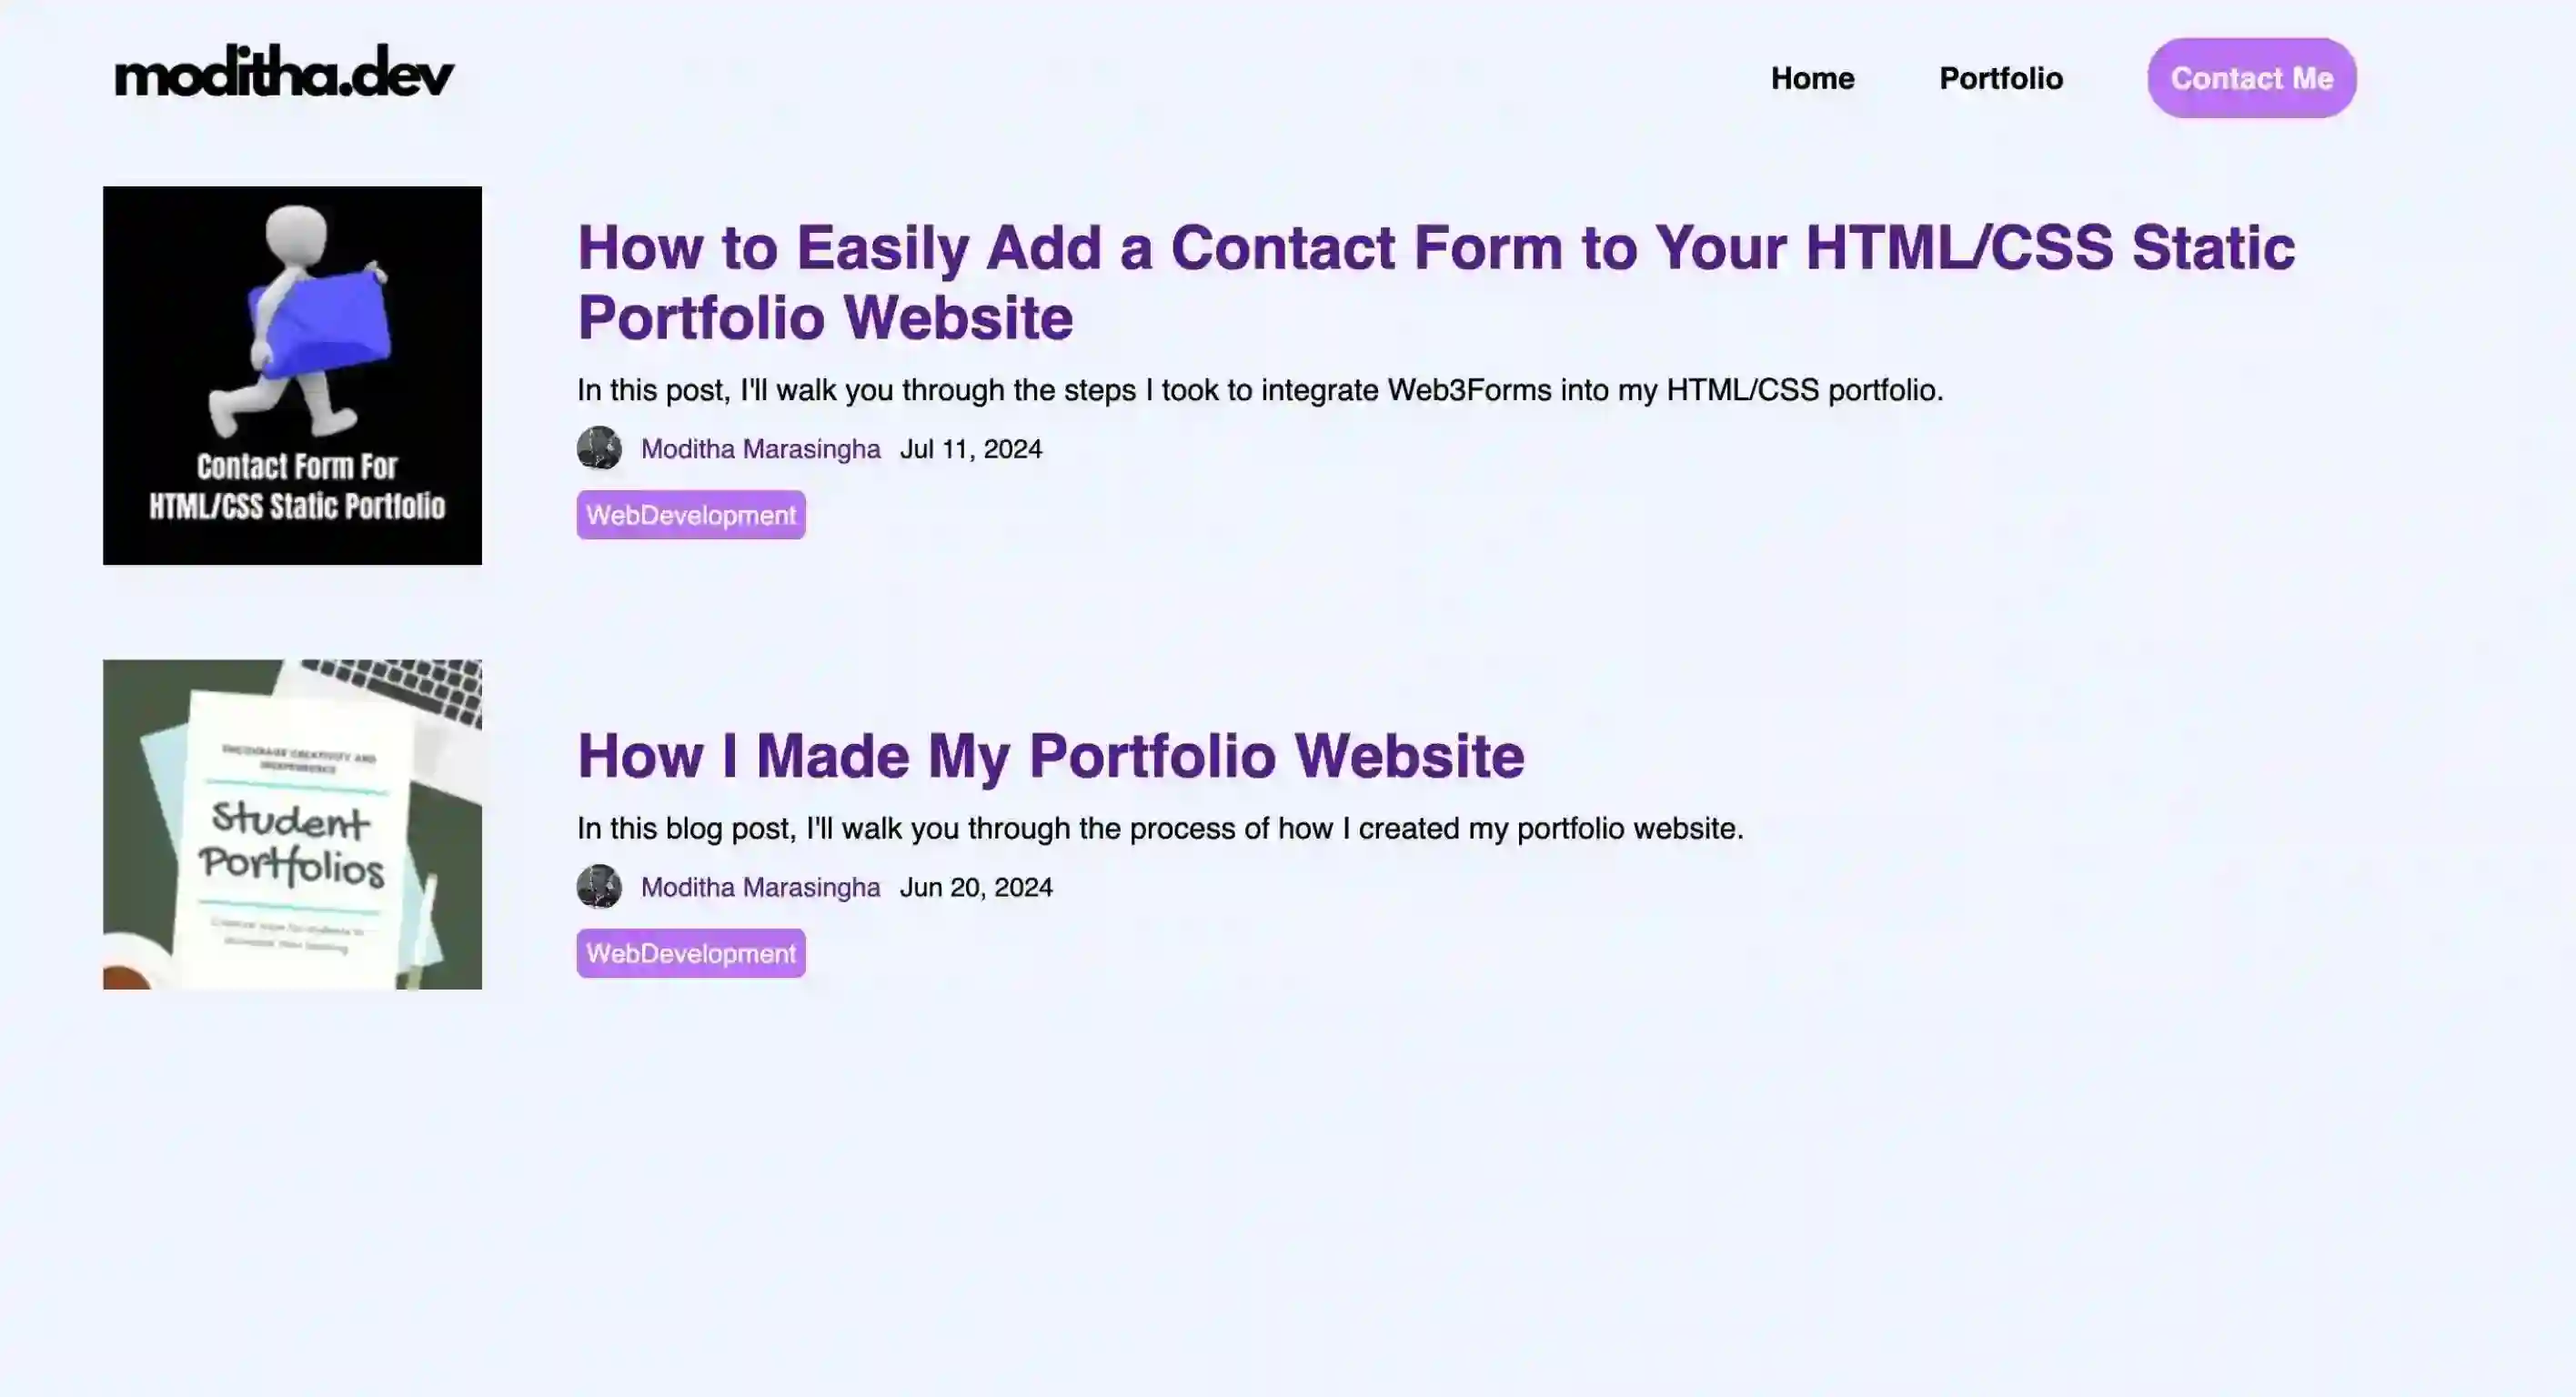 moditha.dev
Home
Portfolio
Contact Me
Contact Form For
HTML/CSS Static Portfolio
How to Easily Add a Contact Form to Your HTML/CSS Static
Portfolio Website
In this post, I'll walk you through the steps I took to integrate Web3Forms into my HTML/CSS portfolio.
Moditha Marasingha Jul 11, 2024
WebDevelopment
ENCOURAGE CREATIVITY AND
INDEPENDENCE
Student
Portfolios
How I Made My Portfolio Website
In this blog post, I'll walk you through the process of how I created my portfolio website.
Moditha Marasingha Jun 20, 2024
WebDevelopment